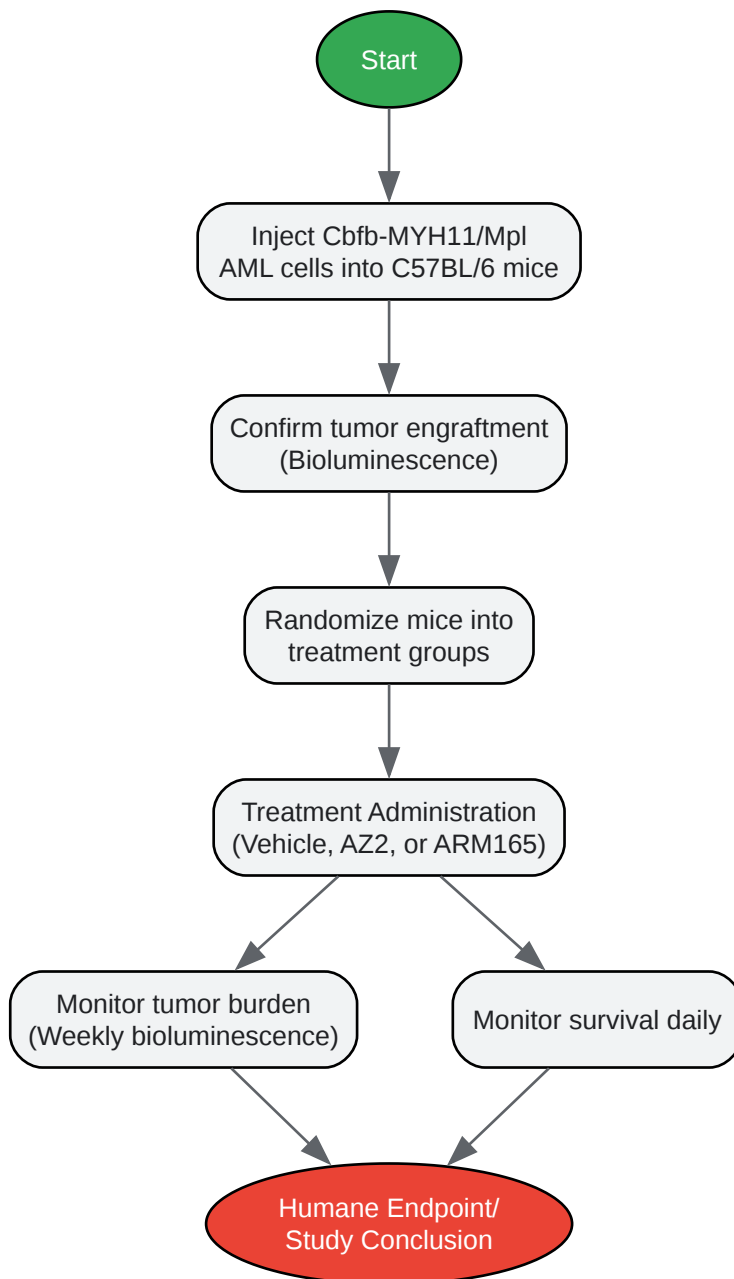 Start
Inject Cbfb-MYH11/Mpl
AML cells into C57BL/6 mice
Confirm tumor engraftment
(Bioluminescence)
Randomize mice into
treatment groups
Treatment Administration
(Vehicle, AZ2, or ARM165)
Monitor tumor burden
(Weekly bioluminescence)
Monitor survival daily
Humane Endpoint/
Study Conclusion